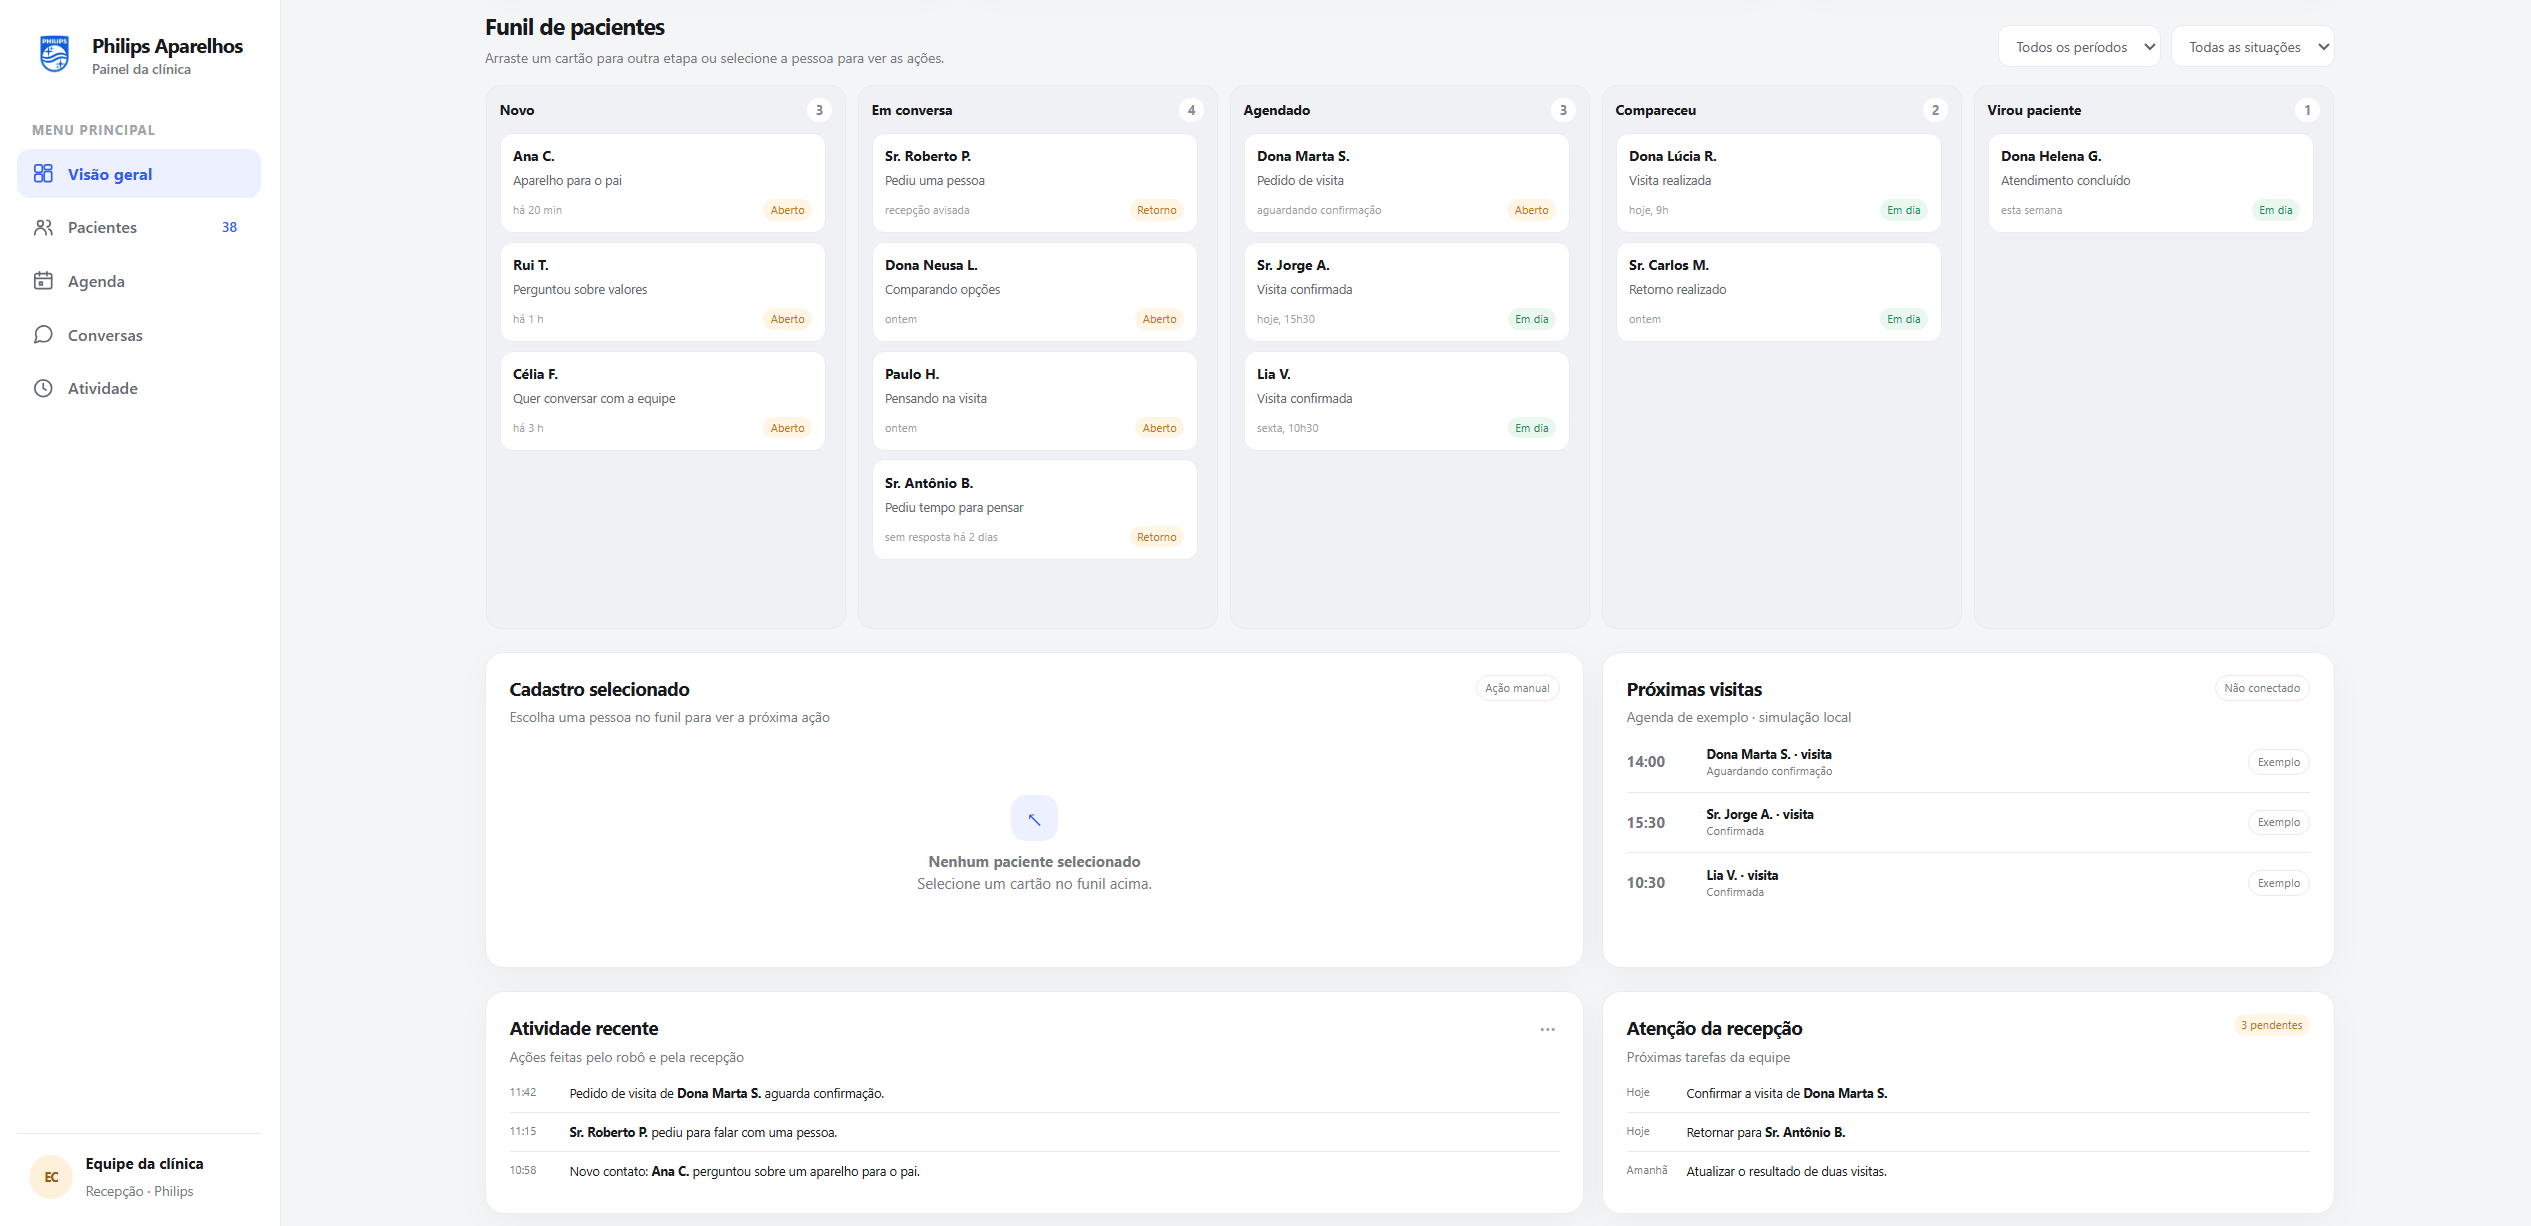 PHILIPS
Philips Aparelhos
Painel da clínica
MENU PRINCIPAL
Visão geral
Pacientes 38
Agenda
Conversas
Atividade
EC
Equipe da clínica
Recepção · Philips
Funil de pacientes
Arraste um cartão para outra etapa ou selecione a pessoa para ver as ações.
Todos os períodos
Todas as situações
Novo 3
Ana C.
Aparelho para o pai
há 20 min Aberto
Rui T.
Perguntou sobre valores
há 1 h Aberto
Célia F.
Quer conversar com a equipe
há 3 h Aberto
Em conversa 4
Sr. Roberto P.
Pediu uma pessoa
recepção avisada Retorno
Dona Neusa L.
Comparando opções
ontem Aberto
Paulo H.
Pensando na visita
ontem Aberto
Sr. Antônio B.
Pediu tempo para pensar
sem resposta há 2 dias Retorno
Agendado 3
Dona Marta S.
Pedido de visita
aguardando confirmação Aberto
Sr. Jorge A.
Visita confirmada
hoje, 15h30 Em dia
Lia V.
Visita confirmada
sexta, 10h30 Em dia
Compareceu 2
Dona Lúcia R.
Visita realizada
hoje, 9h Em dia
Sr. Carlos M.
Retorno realizado
ontem Em dia
Virou paciente 1
Dona Helena G.
Atendimento concluído
esta semana Em dia
Cadastro selecionado
Ação manual
Escolha uma pessoa no funil para ver a próxima ação
Nenhum paciente selecionado
Selecione um cartão no funil acima.
Próximas visitas
Não conectado
Agenda de exemplo · simulação local
14:00 Dona Marta S. · visita
Aguardando confirmação
Exemplo
15:30 Sr. Jorge A. · visita
Confirmada
Exemplo
10:30 Lia V. · visita
Confirmada
Exemplo
Atividade recente
Ações feitas pelo robô e pela recepção
11:42 Pedido de visita de Dona Marta S. aguarda confirmação.
11:15 Sr. Roberto P. pediu para falar com uma pessoa.
10:58 Novo contato: Ana C. perguntou sobre um aparelho para o pai.
Atenção da recepção
3 pendentes
Próximas tarefas da equipe
Hoje Confirmar a visita de Dona Marta S.
Hoje Retornar para Sr. Antônio B.
Amanhã Atualizar o resultado de duas visitas.